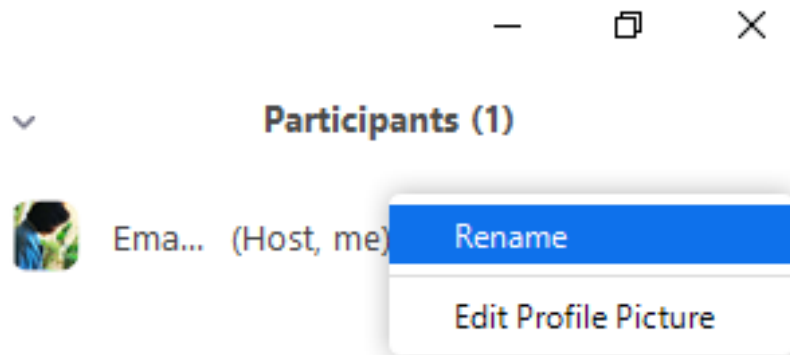 Participants (1)
Ema... (Host, me)
Rename
Edit Profile Picture